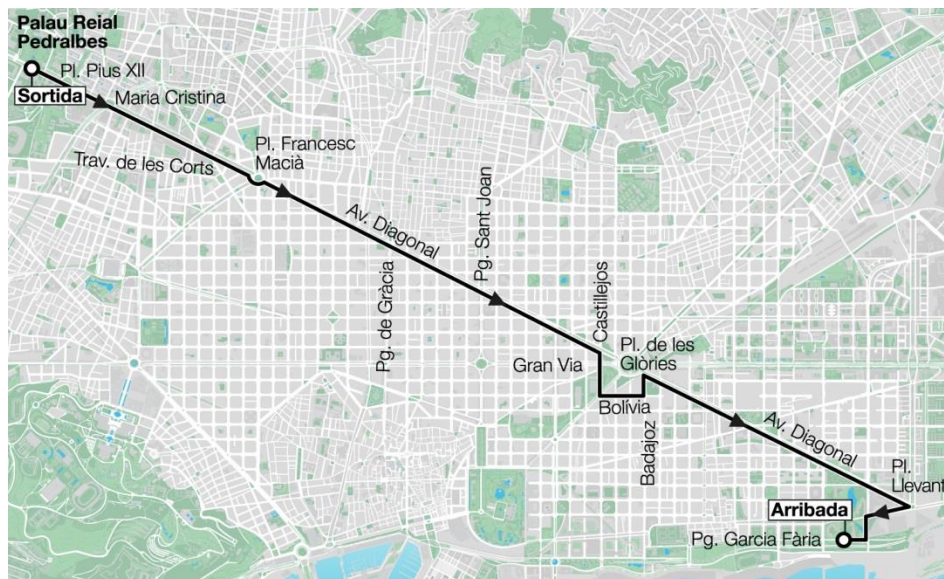 Palau Reial
Pedralbes
Pl. Pius XII
Sortida
Maria Cristina
Pl. Francesc
Macià
Trav. de les Corts
Av. Diagonal
Pg. Sant Joan
Pg. de Gràcia
Castillejos
Gran Via
Pl. de les
Glòries
Bolívia
Badajoz
Av. Diagonal
Pl.
Llevant
Arribada
Pg. Garcia Fària